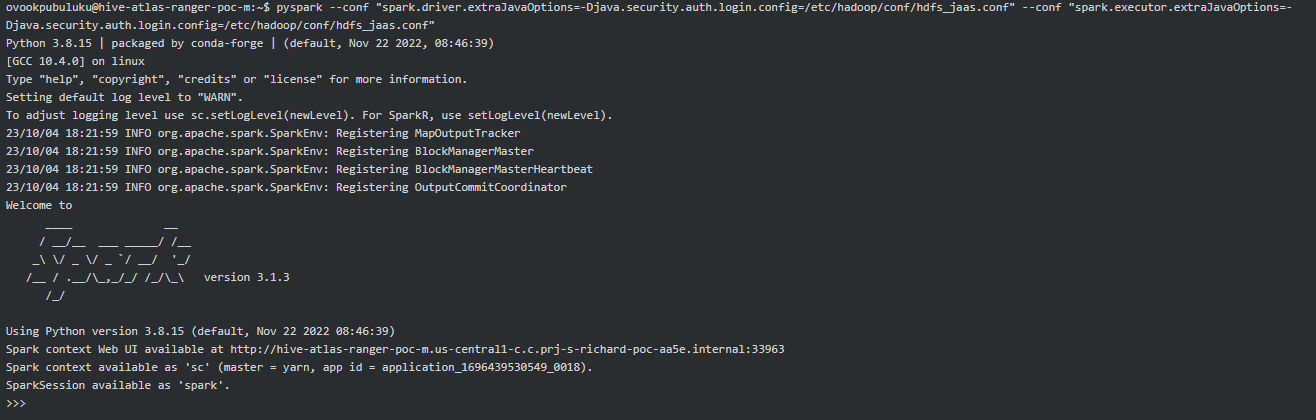 ovookpubuluku@hive-atlas-ranger-poc-m:~$ pyspark --conf "spark.driver.extraJavaOptions=-Djava.security.auth.login.config=/etc/hadoop/conf/hdfs_jaas.conf" --conf "spark.executor.extraJavaOptions=-
Djava.security.auth.login.config=/etc/hadoop/conf/hdfs_jaas.conf"
Python 3.8.15 | packaged by conda-forge | (default, Nov 22 2022, 08:46:39)
[GCC 10.4.0] on linux
Type "help", "copyright", "credits" or "license" for more information.
Setting default log level to "WARN".
To adjust logging level use sc.setLogLevel(newLevel). For SparkR, use setLogLevel(newLevel).
23/10/04 18:21:59 INFO org.apache.spark.SparkEnv: Registering MapOutputTracker
23/10/04 18:21:59 INFO org.apache.spark.SparkEnv: Registering BlockManagerMaster
23/10/04 18:21:59 INFO org.apache.spark.SparkEnv: Registering BlockManagerMasterHeartbeat
23/10/04 18:21:59 INFO org.apache.spark.SparkEnv: Registering OutputCommitCoordinator
Welcome to
      ____              __
     / __/__  ___ _____/ /__
    _\ \/ _ \/ _ `/ __/  '_/
   /__ / .__/\_,_/_/ /_/\_\   version 3.1.3
      /_/
Using Python version 3.8.15 (default, Nov 22 2022 08:46:39)
Spark context Web UI available at http://hive-atlas-ranger-poc-m.us-central1-c.c.prj-s-richard-poc-aa5e.internal:33963
Spark context available as 'sc' (master = yarn, app id = application_1696439530549_0018).
SparkSession available as 'spark'.
>>>